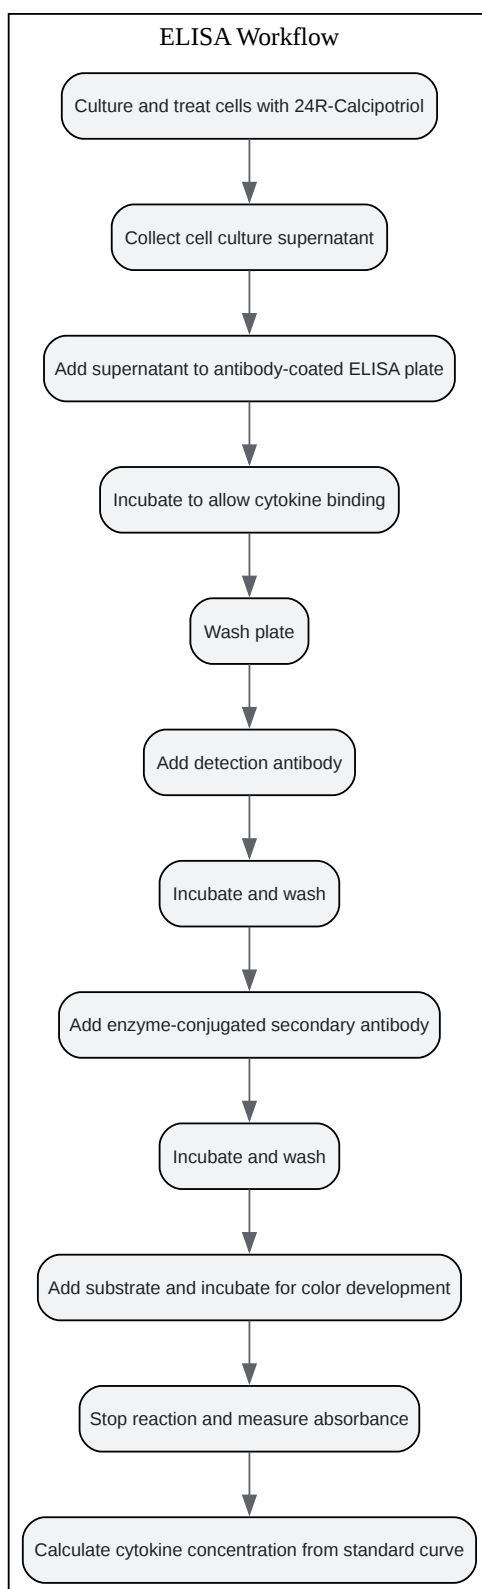 ELISA Workflow
Culture and treat cells with 24R-Calcipotriol
Collect cell culture supernatant
Add supernatant to antibody-coated ELISA plate
Incubate to allow cytokine binding
Wash plate
Add detection antibody
Incubate and wash
Add enzyme-conjugated secondary antibody
Incubate and wash
Add substrate and incubate for color development
Stop reaction and measure absorbance
Calculate cytokine concentration from standard curve